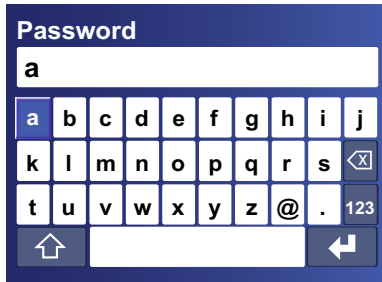 Password
a
a b c d e f g h i j
k l m n o p q r s X
t u v w x y z @ . 123